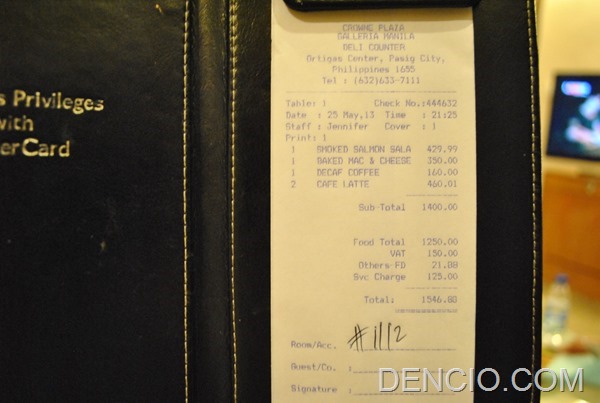 s Privileges
with
erCard
CROWNE PLAZA
GALLERIA MANILA
DELI COUNTER
Ortigas Center, Pasig City,
Philippines 1655
Tel : (632)633-7111
Table: 1 Check No.:444632
Date : 25 May,13 Time : 21:25
Staff : Jennifer Cover : 1
Print: 1
1 SMOKED SALMON SALA 429.99
1 BAKED MAC & CHEESE 350.00
1 DECAF COFFEE 160.00
2 CAFE LATTE 460.01
Sub-Total 1400.00
Food Total 1250.00
VAT 150.00
Others FD 21.88
Svc Charge 125.00
Total: 1546.88
Room/Acc. #1112
Guest/Co. :
Signature :
DENCIO.COM